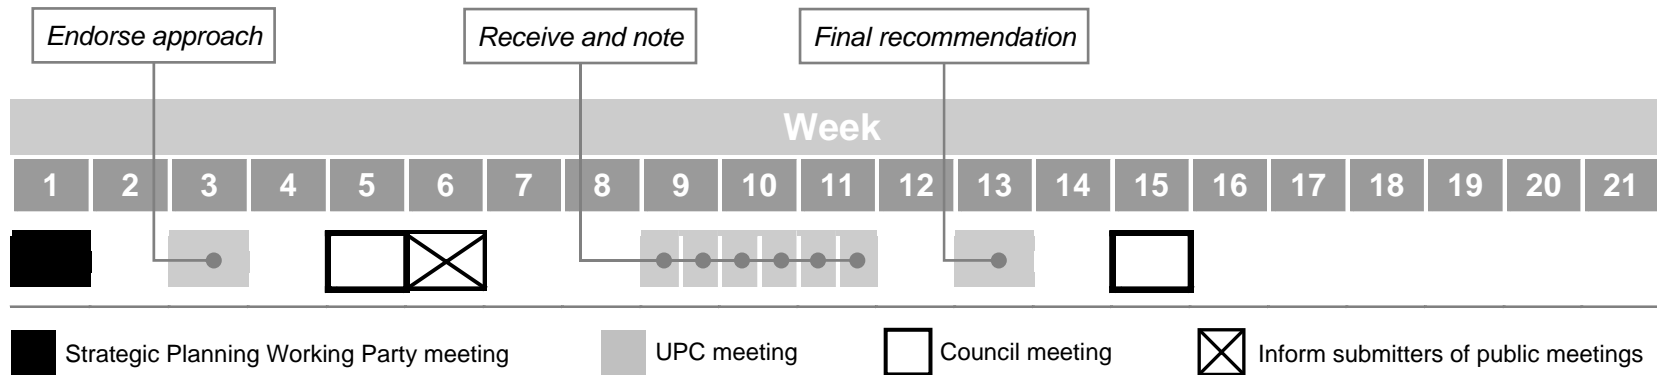 Endorse approach Receive and note Final recommendation
Week
1 2 3 4 5 6 7 8 9 10 11 12 13 14 15 16 17 18 19 20 21
Strategic Planning Working Party meeting UPC meeting Council meeting Inform submitters of public meetings